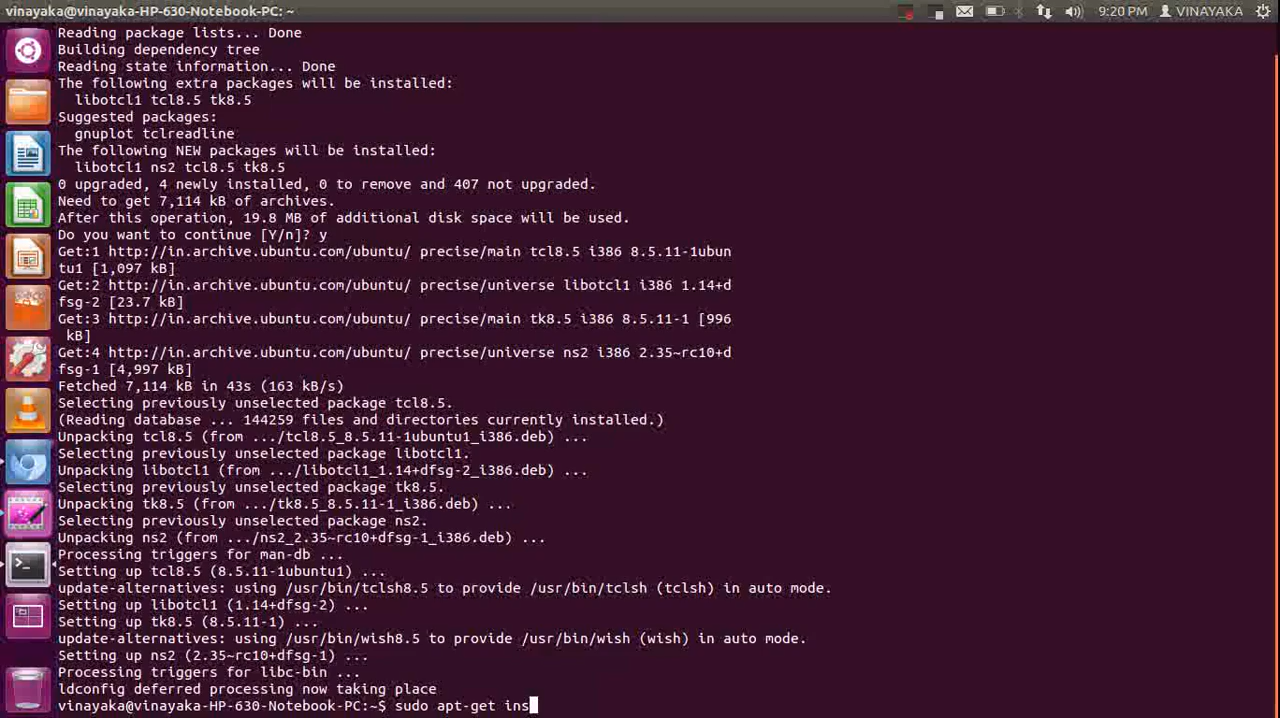 vinayaka@vinayaka-HP-630-Notebook-PC: ~
9:20 PM VINAYAKA
Reading package lists... Done
Building dependency tree
Reading state information... Done
The following extra packages will be installed:
  libotcl1 tcl8.5 tk8.5
Suggested packages:
  gnuplot tclreadline
The following NEW packages will be installed:
  libotcl1 ns2 tcl8.5 tk8.5
0 upgraded, 4 newly installed, 0 to remove and 407 not upgraded.
Need to get 7,114 kB of archives.
After this operation, 19.8 MB of additional disk space will be used.
Do you want to continue [Y/n]? y
Get:1 http://in.archive.ubuntu.com/ubuntu/ precise/main tcl8.5 i386 8.5.11-1ubun
tu1 [1,097 kB]
Get:2 http://in.archive.ubuntu.com/ubuntu/ precise/universe libotcl1 i386 1.14+d
fsg-2 [23.7 kB]
Get:3 http://in.archive.ubuntu.com/ubuntu/ precise/main tk8.5 i386 8.5.11-1 [996
 kB]
Get:4 http://in.archive.ubuntu.com/ubuntu/ precise/universe ns2 i386 2.35~rc10+d
fsg-1 [4,997 kB]
Fetched 7,114 kB in 43s (163 kB/s)
Selecting previously unselected package tcl8.5.
(Reading database ... 144259 files and directories currently installed.)
Unpacking tcl8.5 (from .../tcl8.5_8.5.11-1ubuntu1_i386.deb) ...
Selecting previously unselected package libotcl1.
Unpacking libotcl1 (from .../libotcl1_1.14+dfsg-2_i386.deb) ...
Selecting previously unselected package tk8.5.
Unpacking tk8.5 (from .../tk8.5_8.5.11-1_i386.deb) ...
Selecting previously unselected package ns2.
Unpacking ns2 (from .../ns2_2.35~rc10+dfsg-1_i386.deb) ...
Processing triggers for man-db ...
Setting up tcl8.5 (8.5.11-1ubuntu1) ...
update-alternatives: using /usr/bin/tclsh8.5 to provide /usr/bin/tclsh (tclsh) in auto mode.
Setting up libotcl1 (1.14+dfsg-2) ...
Setting up tk8.5 (8.5.11-1) ...
update-alternatives: using /usr/bin/wish8.5 to provide /usr/bin/wish (wish) in auto mode.
Setting up ns2 (2.35~rc10+dfsg-1) ...
Processing triggers for libc-bin ...
ldconfig deferred processing now taking place
vinayaka@vinayaka-HP-630-Notebook-PC:~$ sudo apt-get ins